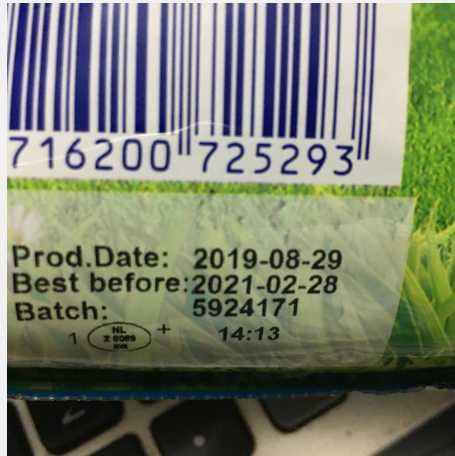 716200 725293
Prod.Date: 2019-08-29
Best before:2021-02-28
Batch: 5924171
1 NL + 14:13